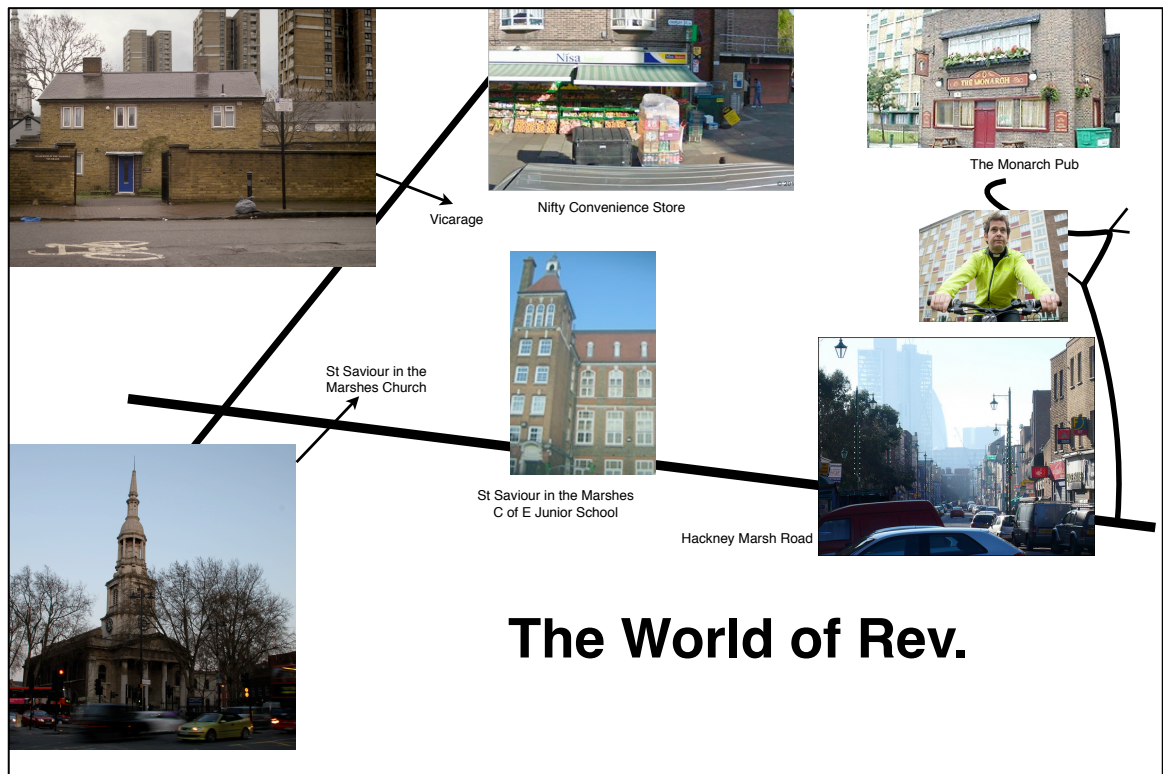 Nisa
THE MONARCH
The Monarch Pub
Vicarage
Nifty Convenience Store
St Saviour in the
Marshes Church
St Saviour in the Marshes
C of E Junior School
Hackney Marsh Road
The World of Rev.